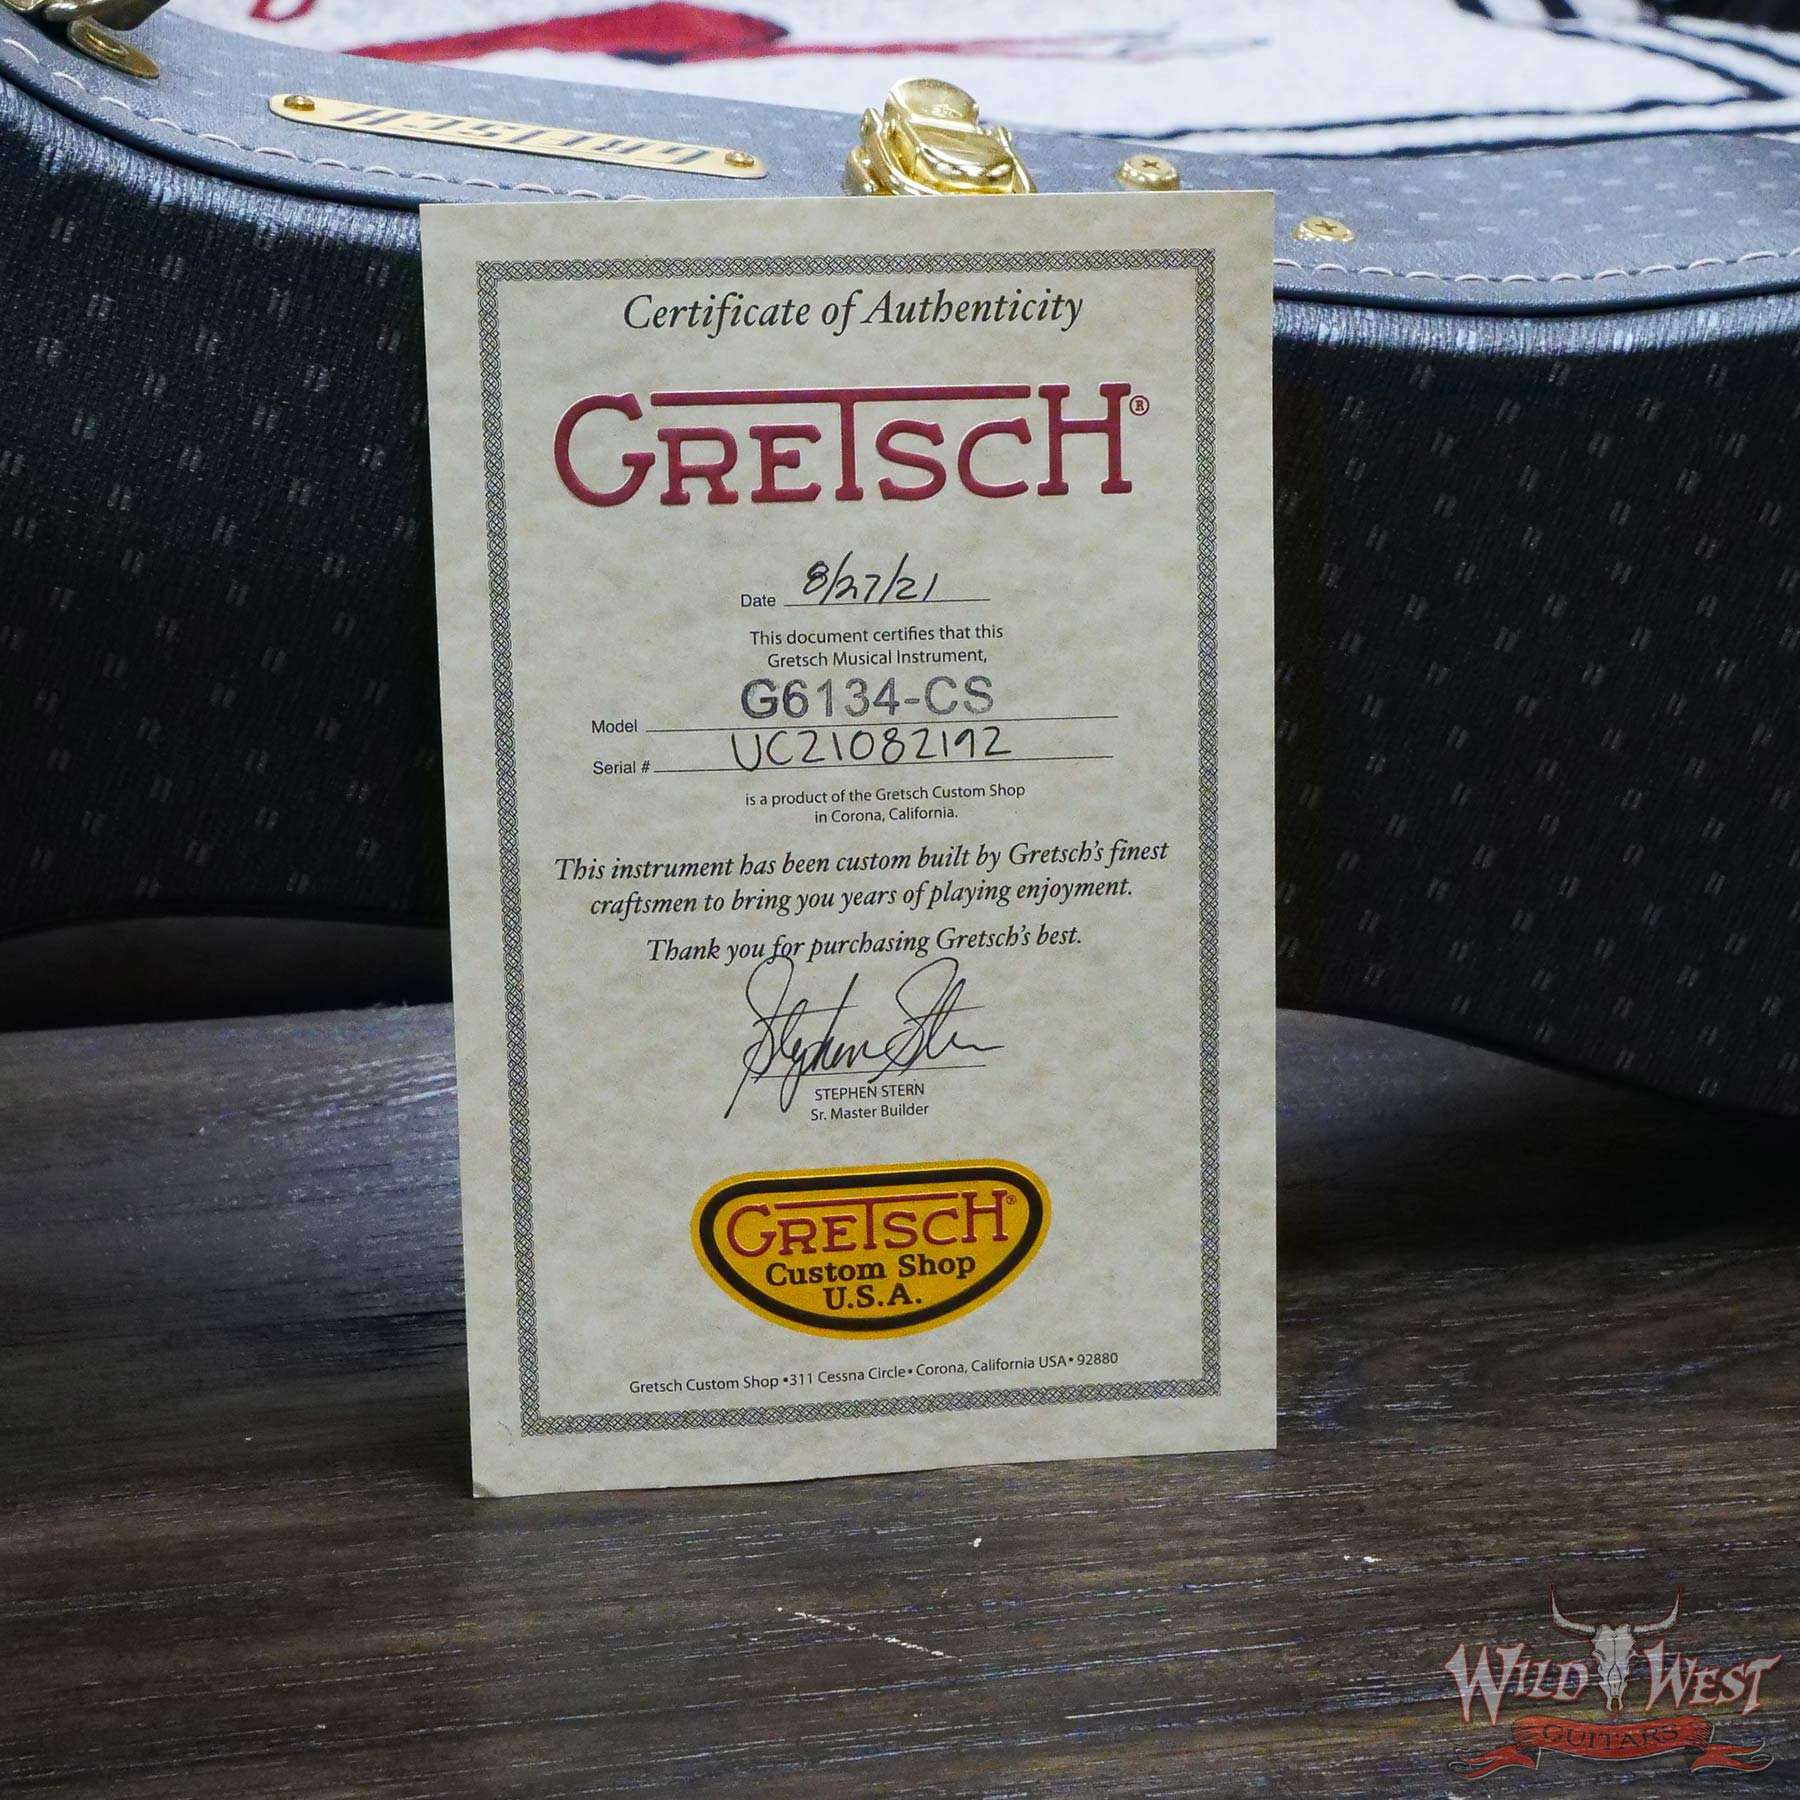 GRETSCH
Certificate of Authenticity
GRETSCH®
Date 8/27/21
This document certifies that this
Gretsch Musical Instrument,
Model G6134-CS
Serial # UC21082192
is a product of the Gretsch Custom Shop
in Corona, California.
This instrument has been custom built by Gretsch's finest
craftsmen to bring you years of playing enjoyment.
Thank you for purchasing Gretsch's best.
Stephen Stern
STEPHEN STERN
Sr. Master Builder
GRETSCH®
Custom Shop
U.S.A.
Gretsch Custom Shop •311 Cessna Circle• Corona, California USA• 92880
WILD WEST
GUITARS